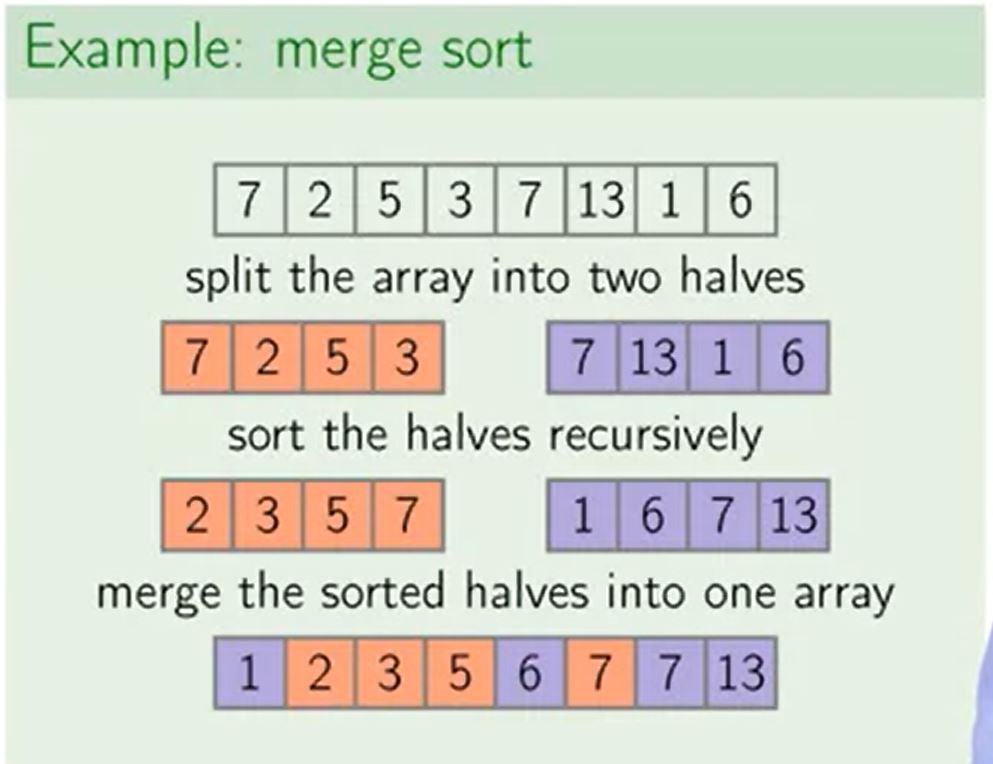 Example: merge sort
7 2 5 3 7 13 1 6
split the array into two halves
7 2 5 3 7 13 1 6
sort the halves recursively
2 3 5 7 1 6 7 13
merge the sorted halves into one array
1 2 3 5 6 7 7 13